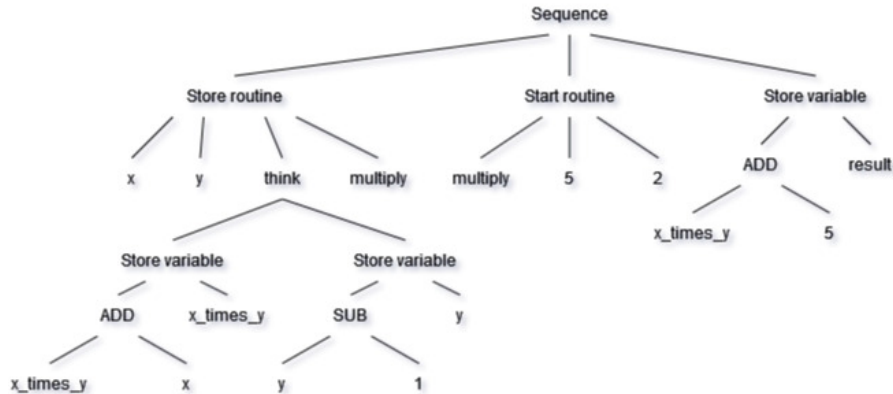 Sequence
Store routine Start routine Store variable
x y think multiply multiply 5 2 ADD result
x_times_y 5
Store variable Store variable
ADD x_times_y SUB y
x_times_y x y 1